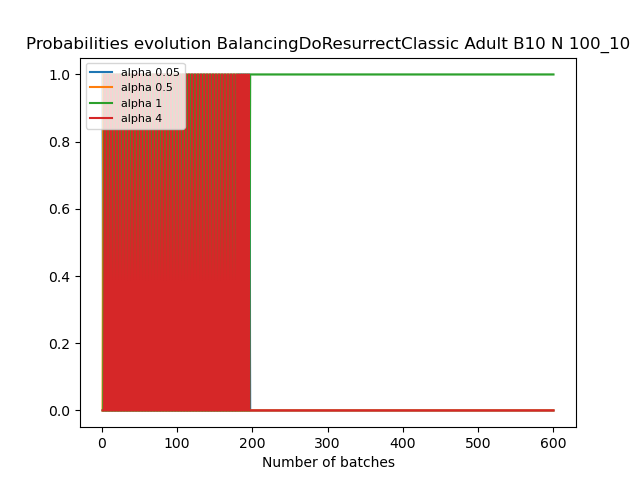 Probabilities evolution BalancingDoResurrectClassic Adult B10 N 100_10
alpha 0.05
alpha 0.5
alpha 1
alpha 4
1.0
0.8
0.6
0.4
0.2
0.0
0 100 200 300 400 500 600
Number of batches